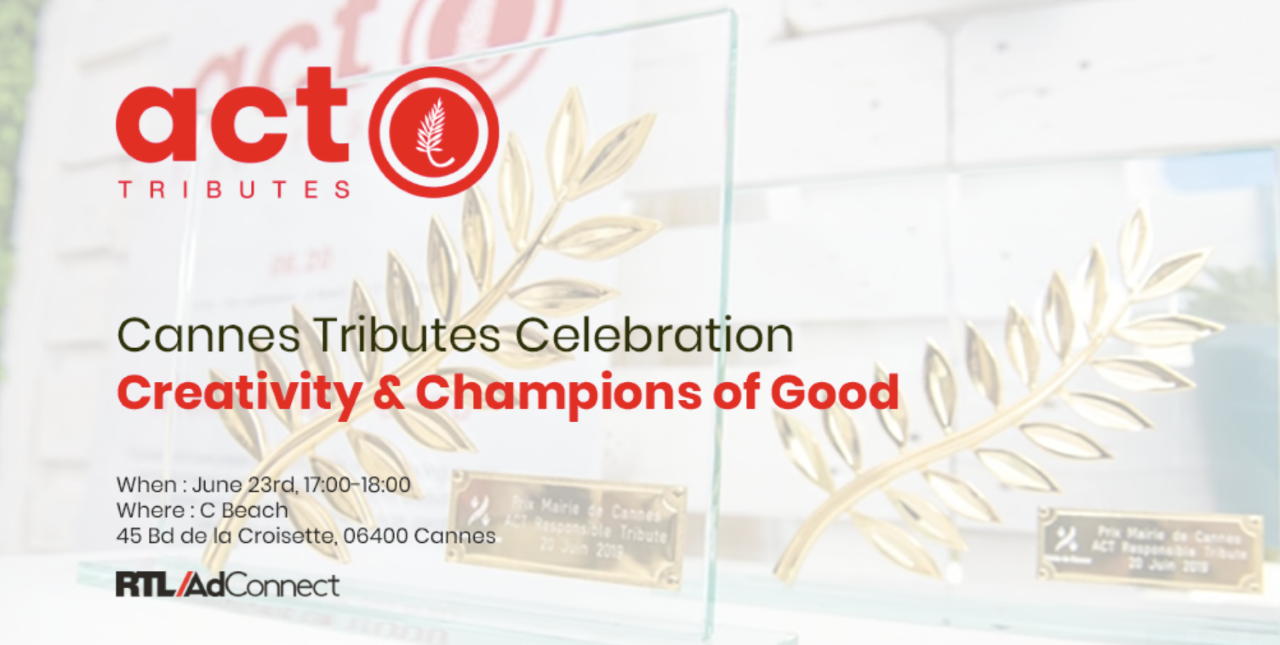 act
TRIBUTES
Cannes Tributes Celebration
Creativity & Champions of Good
When : June 23rd, 17:00-18:00
Where : C Beach
45 Bd de la Croisette, 06400 Cannes
RTL/AdConnect
act
Prix Mairie de Cannes
ACT Responsible Tribute
20 Juin 2019
Prix Mairie de Cannes
ACT Responsible Tribute
20 Juin 2019